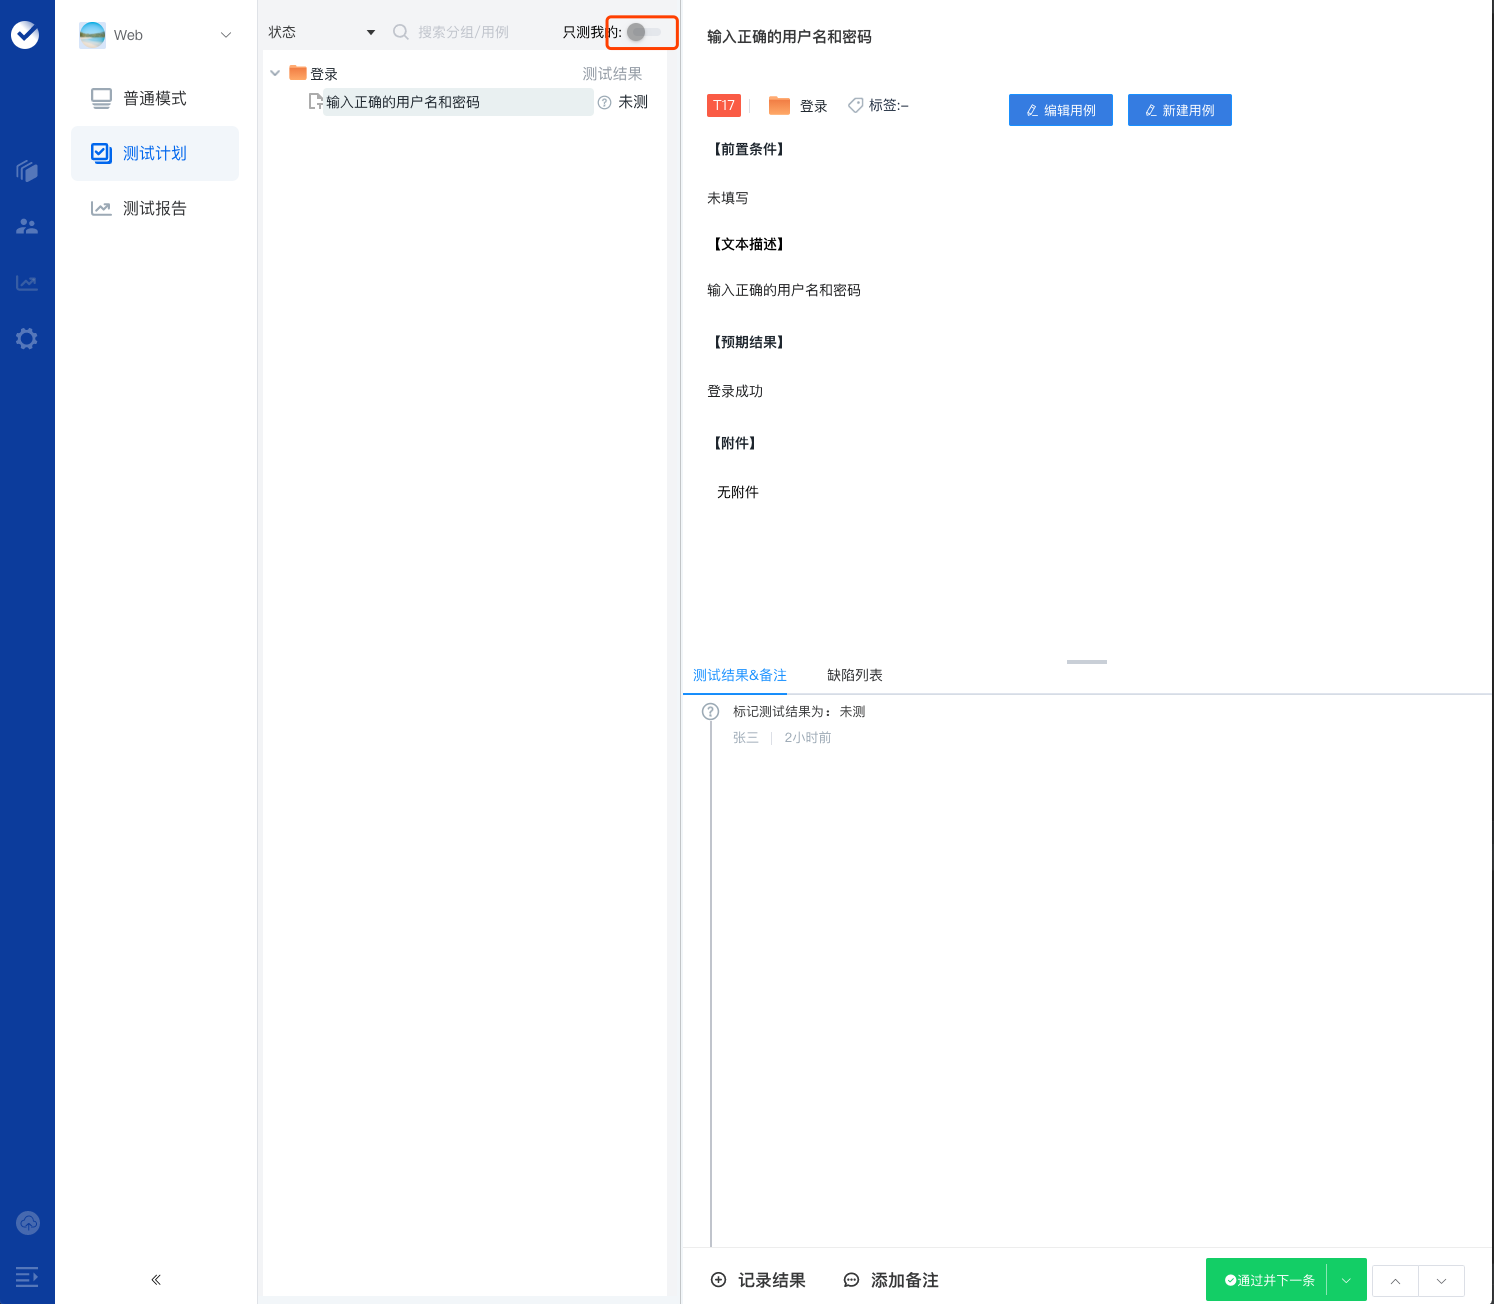 Web
普通模式
测试计划
测试报告
状态
搜索分组/用例
只测我的:
登录
测试结果
输入正确的用户名和密码
未测
输入正确的用户名和密码
T17
登录
标签:-
编辑用例
新建用例
【前置条件】
未填写
【文本描述】
输入正确的用户名和密码
【预期结果】
登录成功
【附件】
无附件
测试结果&备注
缺陷列表
标记测试结果为：未测
张三 | 2小时前
记录结果
添加备注
通过并下一条